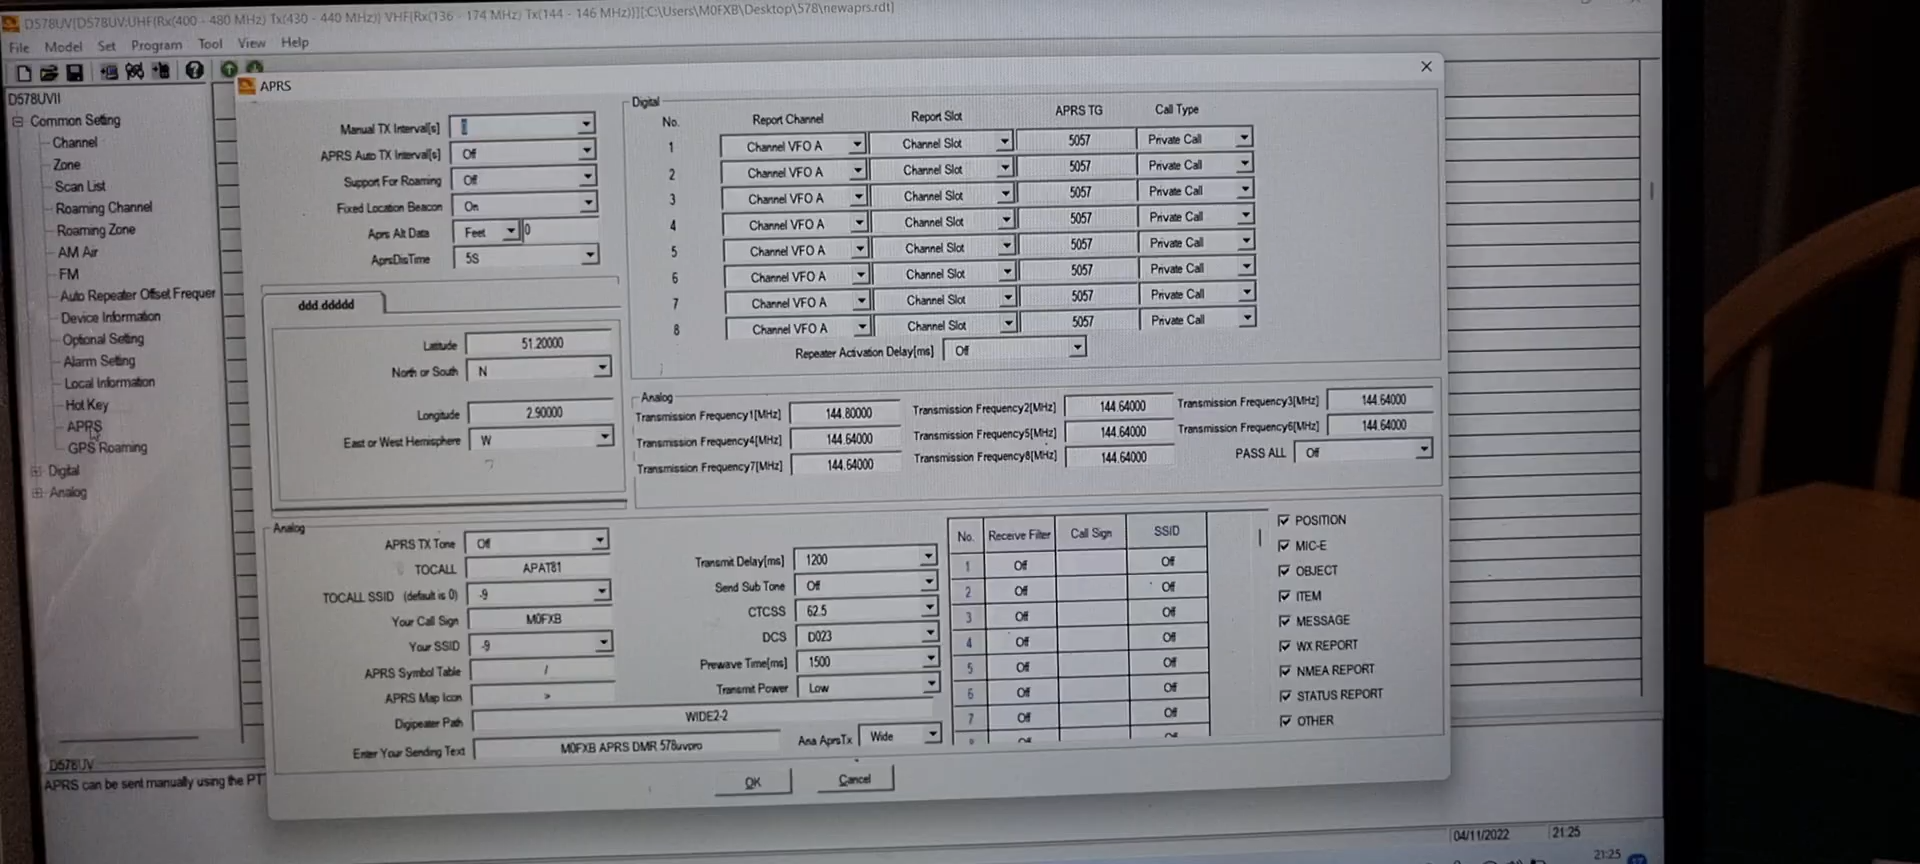 D578UV[D578UV:UHF(Rx(400 - 480 MHz) Tx(430 - 440 MHz)) VHF(Rx(136 - 174 MHz) Tx(144 - 146 MHz))][:C:\Users\M0FXB\Desktop\578\newaprs.rdt]
File Model Set Program Tool View Help
D578UVII
Common Setting
Channel
Zone
Scan List
Roaming Channel
Roaming Zone
AM Air
FM
Auto Repeater Offset Frequer
Device Information
Optional Setting
Alarm Setting
Local Information
Hot Key
APRS
GPS Roaming
Digital
Analog
D578UV
APRS can be sent manually using the PT
APRS
Manual TX Interval[s]
APRS Auto TX Interval[s] Off
Support For Roaming Off
Fixed Location Beacon On
Aprs Alt Data Feet 0
AprsDisTime 5S
ddd.ddddd
Latitude 51.20000
North or South N
Longitude 2.90000
East or West Hemisphere W
Digital
No. Report Channel Report Slot APRS TG Call Type
1 Channel VFO A Channel Slot 5057 Private Call
2 Channel VFO A Channel Slot 5057 Private Call
3 Channel VFO A Channel Slot 5057 Private Call
4 Channel VFO A Channel Slot 5057 Private Call
5 Channel VFO A Channel Slot 5057 Private Call
6 Channel VFO A Channel Slot 5057 Private Call
7 Channel VFO A Channel Slot 5057 Private Call
8 Channel VFO A Channel Slot 5057 Private Call
Repeater Activation Delay[ms] Off
Analog
Transmission Frequency1[MHz] 144.80000 Transmission Frequency2[MHz] 144.64000 Transmission Frequency3[MHz] 144.64000
Transmission Frequency4[MHz] 144.64000 Transmission Frequency5[MHz] 144.64000 Transmission Frequency6[MHz] 144.64000
Transmission Frequency7[MHz] 144.64000 Transmission Frequency8[MHz] 144.64000 PASS ALL Off
Analog
APRS TX Tone Off
TOCALL APAT81
TOCALL SSID (default is 0) -9
Your Call Sign M0FXB
Your SSID -9
APRS Symbol Table /
APRS Map Icon >
Digipeater Path WIDE2-2
Enter Your Sending Text M0FXB APRS DMR 578uvpro
Transmit Delay[ms] 1200
Send Sub Tone Off
CTCSS 62.5
DCS D023
Prewave Time[ms] 1500
Transmit Power Low
Ana AprsTx Wide
No. Receive Filter Call Sign SSID
1 Off Off
2 Off Off
3 Off Off
4 Off Off
5 Off Off
6 Off Off
7 Off Off
POSITION
MIC-E
OBJECT
ITEM
MESSAGE
WX REPORT
NMEA REPORT
STATUS REPORT
OTHER
OK Cancel
04/11/2022 21:25
21:25